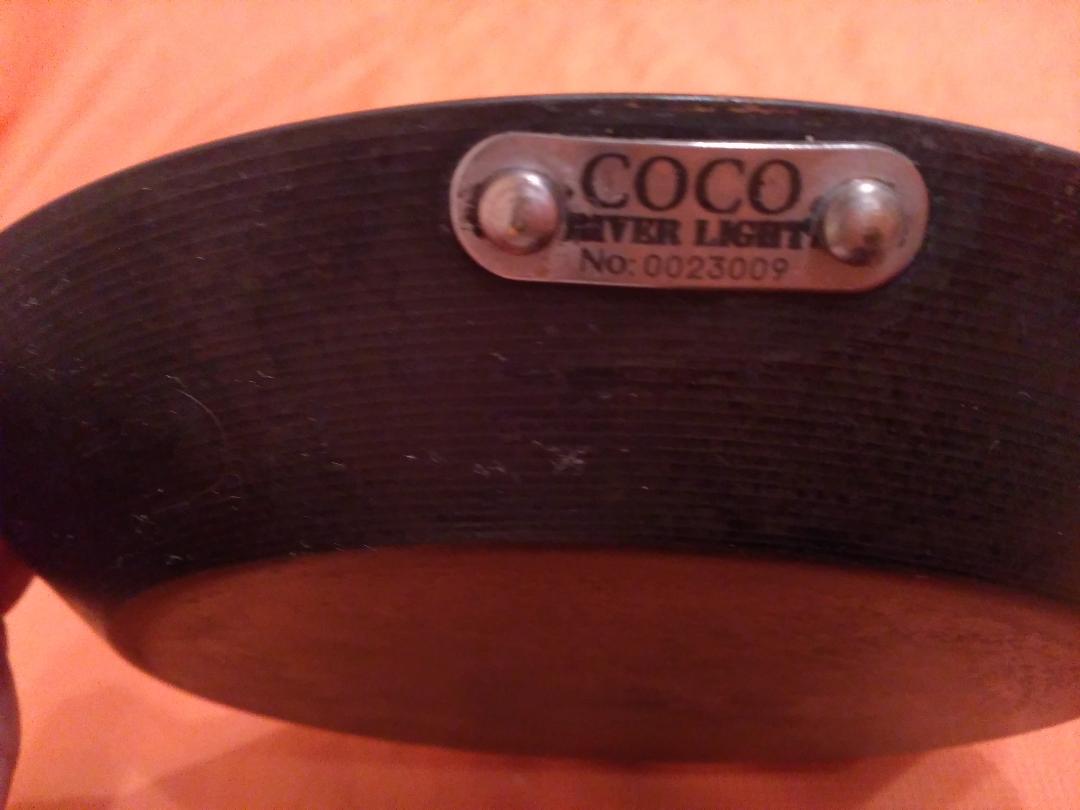 COCO
RIVER LIGHT
No: 0023009